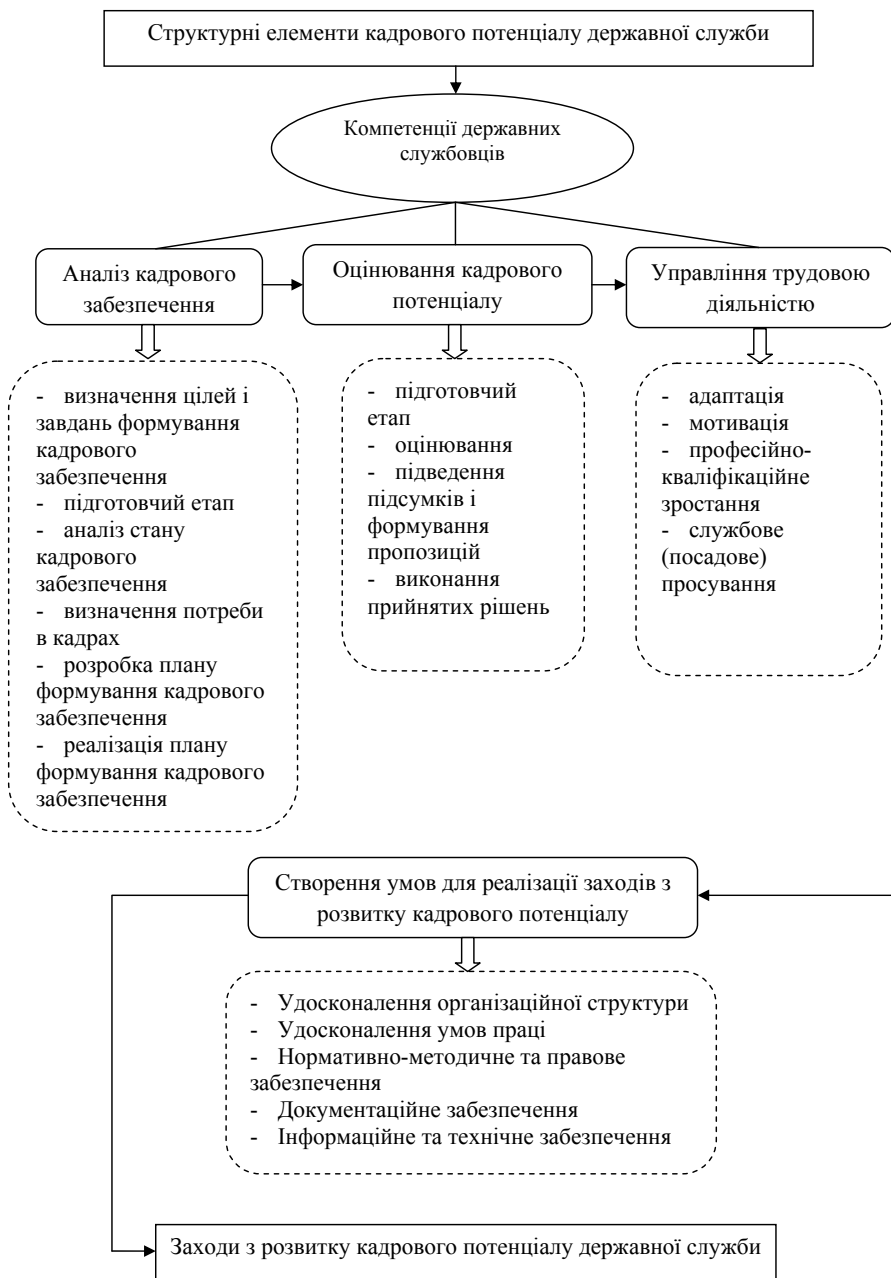 Структурні елементи кадрового потенціалу державної служби
Компетенції державних
службовців
Аналіз кадрового
забезпечення
Оцінювання кадрового
потенціалу
Управління трудовою
діяльністю
- визначення цілей і
завдань формування
кадрового
забезпечення
- підготовчий етап
- аналіз стану
кадрового
забезпечення
- визначення потреби
в кадрах
- розробка плану
формування кадрового
забезпечення
- реалізація плану
формування кадрового
забезпечення
- підготовчий
етап
- оцінювання
- підведення
підсумків і
формування
пропозицій
- виконання
прийнятих рішень
- адаптація
- мотивація
- професійно-
кваліфікаційне
зростання
- службове
(посадове)
просування
Створення умов для реалізації заходів з
розвитку кадрового потенціалу
- Удосконалення організаційної структури
- Удосконалення умов праці
- Нормативно-методичне та правове
забезпечення
- Документаційне забезпечення
- Інформаційне та технічне забезпечення
Заходи з розвитку кадрового потенціалу державної служби